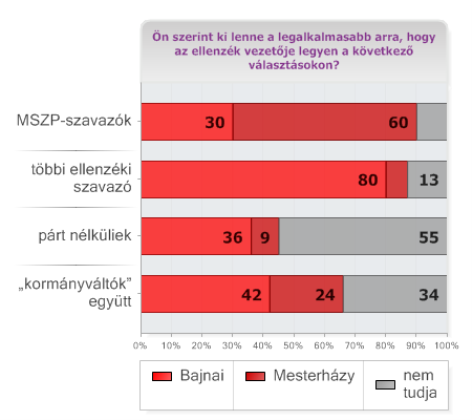 Ön szerint ki lenne a legalkalmasabb arra, hogy
az ellenzék vezetője legyen a következő
választásokon?
MSZP-szavazók
30 60
többi ellenzéki
szavazó
80 13
párt nélküliek
36 9 55
„kormányváltók”
együtt
42 24 34
0% 10% 20% 30% 40% 50% 60% 70% 80% 90% 100%
Bajnai Mesterházy nem
tudja